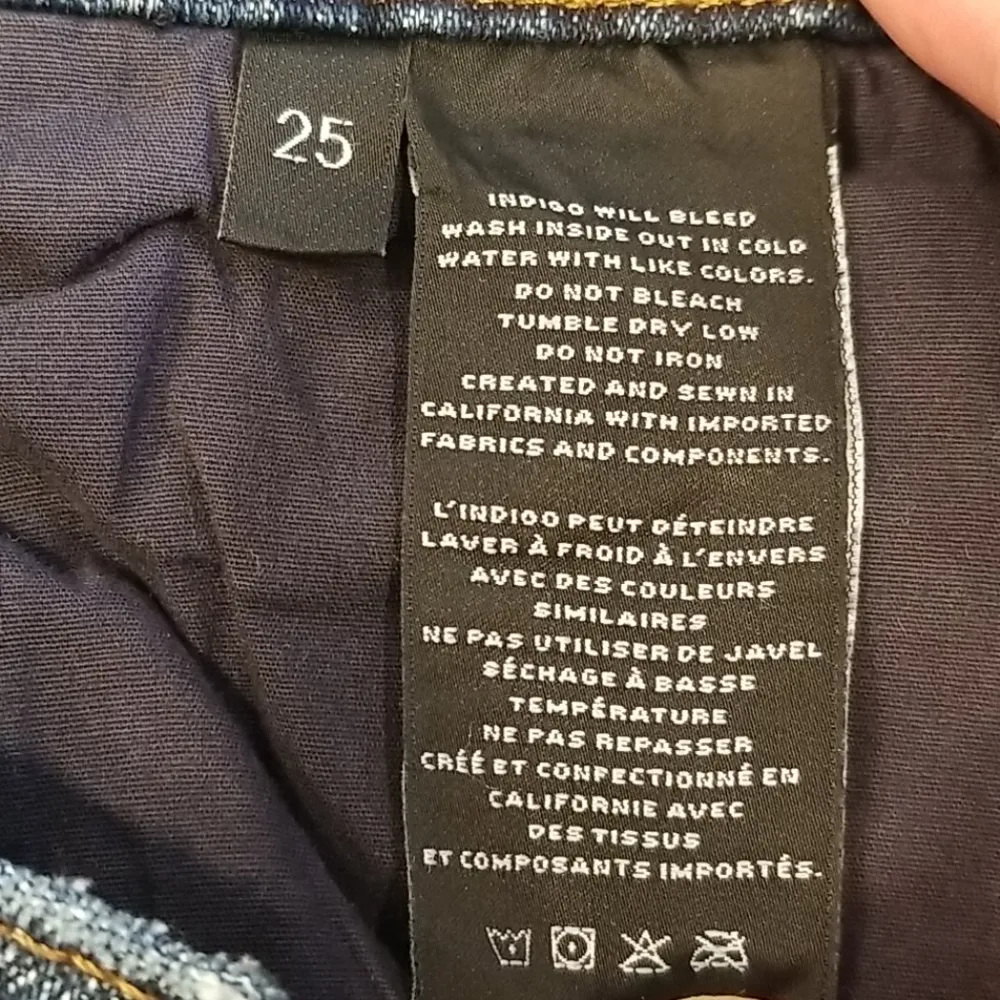 25
INDIGO WILL BLEED
WASH INSIDE OUT IN COLD
WATER WITH LIKE COLORS.
DO NOT BLEACH
TUMBLE DRY LOW
DO NOT IRON
CREATED AND SEWN IN
CALIFORNIA WITH IMPORTED
FABRICS AND COMPONENTS.
L'INDIGO PEUT DÉTEINDRE
LAVER À FROID À L'ENVERS
AVEC DES COULEURS
SIMILAIRES
NE PAS UTILISER DE JAVEL
SÉCHAGE À BASSE
TEMPÉRATURE
NE PAS REPASSER
CRÉÉ ET CONFECTIONNÉ EN
CALIFORNIE AVEC
DES TISSUS
ET COMPOSANTS IMPORTÉS.